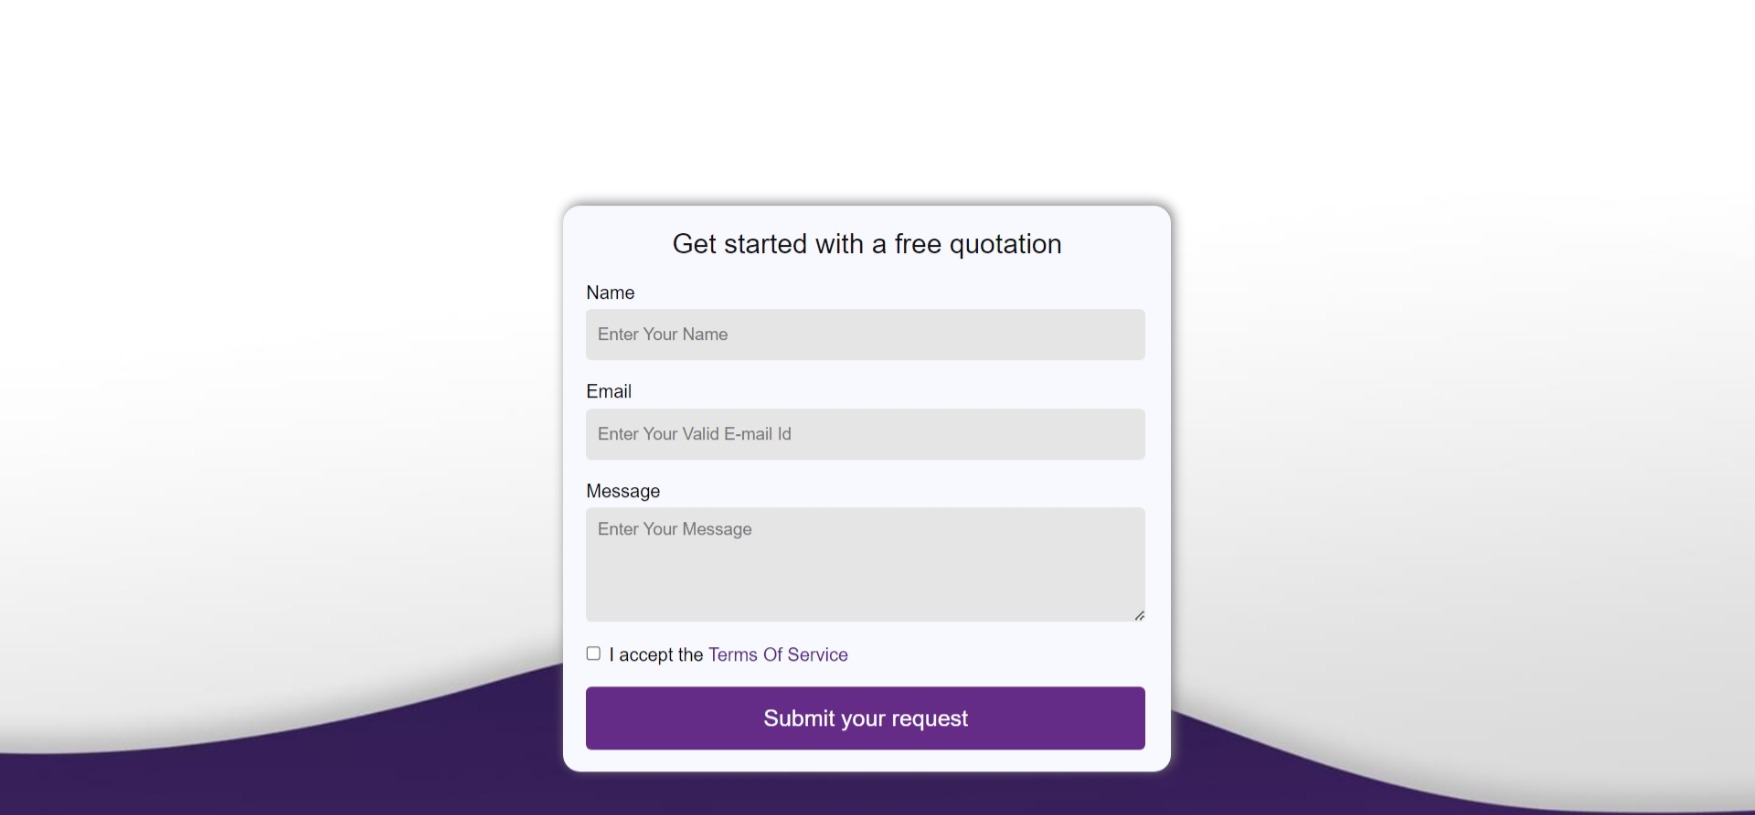 Get started with a free quotation
Name
Enter Your Name
Email
Enter Your Valid E-mail Id
Message
Enter Your Message
I accept the Terms Of Service
Submit your request